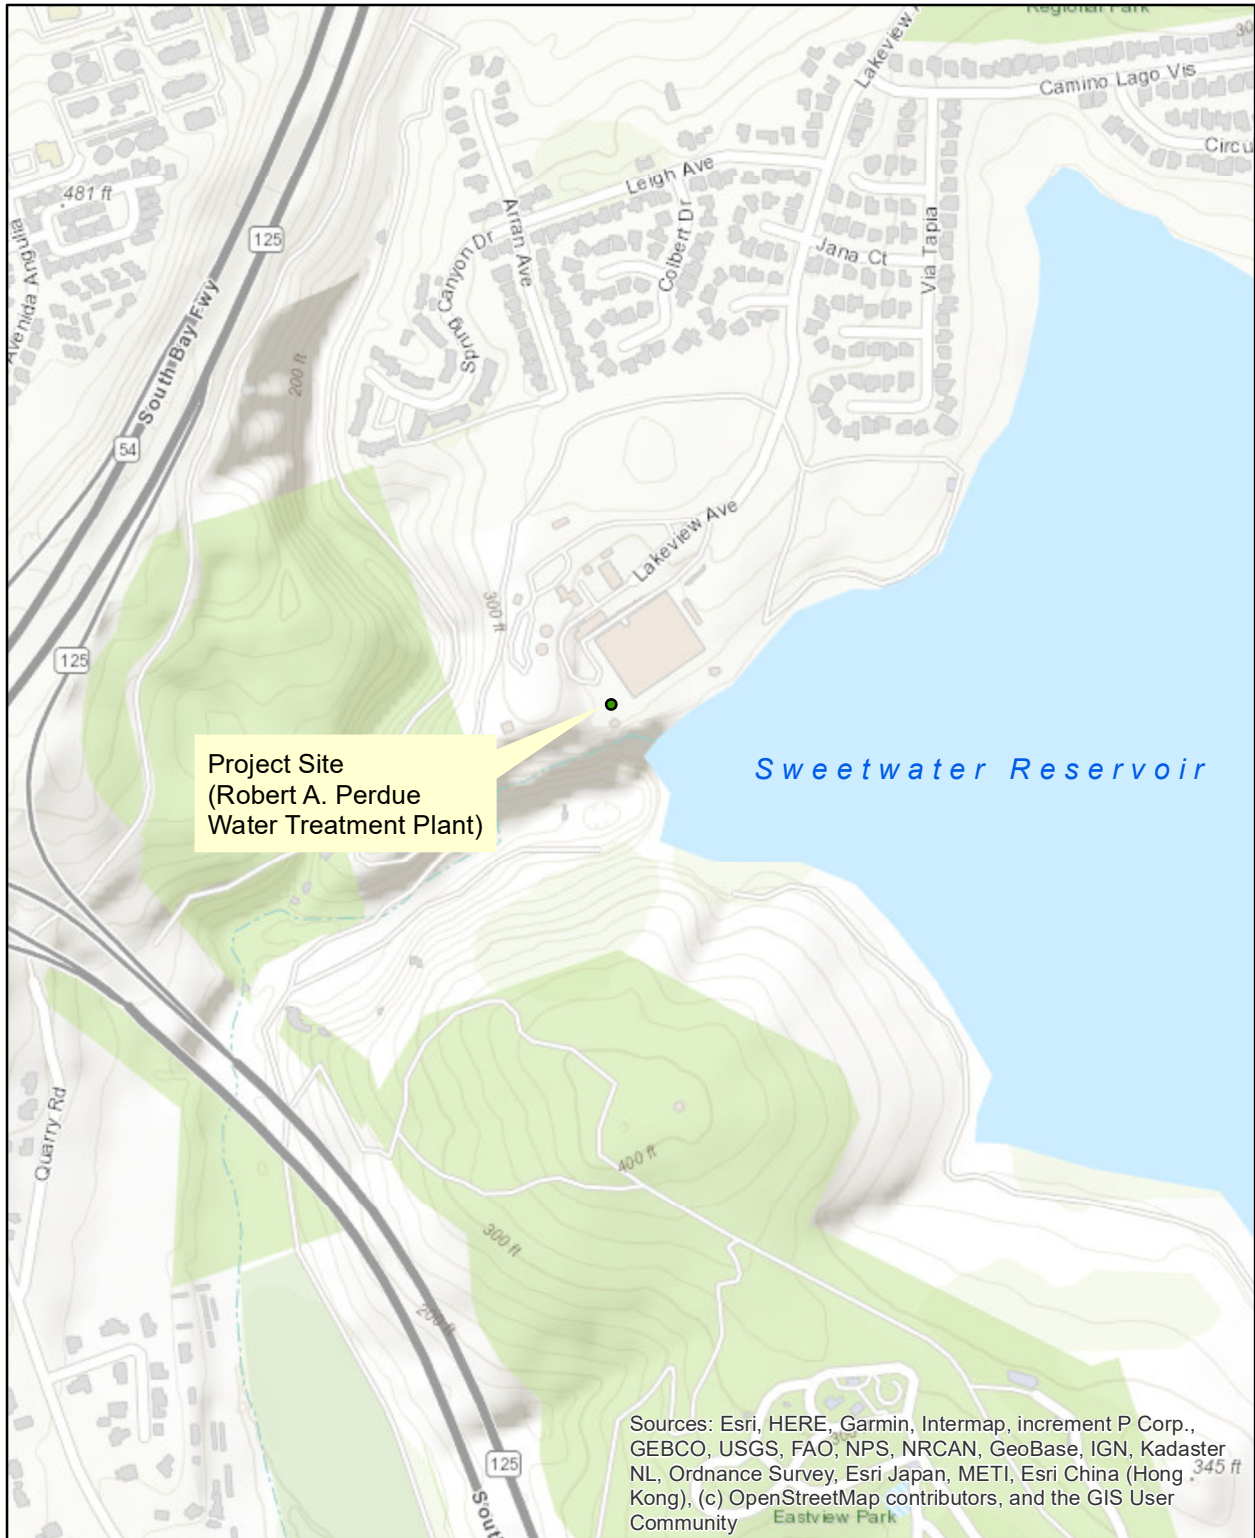 Regional Park
30
Lakeview
Camino Lago Vis
Circu
Leigh Ave
481 ft
Arran Ave
Colbert Dr
Jana Ct
Via Tapia
125
Spring Canyon Dr
Avenida Angulia
South Bay Fwy
200 ft
54
Lakeview Ave
300 ft
125
Project Site
(Robert A. Perdue
Water Treatment Plant)
Sweetwater Reservoir
Quarry Rd
400 ft
300 ft
200 ft
Sources: Esri, HERE, Garmin, Intermap, increment P Corp.,
GEBCO, USGS, FAO, NPS, NRCAN, GeoBase, IGN, Kadaster
NL, Ordnance Survey, Esri Japan, METI, Esri China (Hong
Kong), (c) OpenStreetMap contributors, and the GIS User
Community
345 ft
125
Sout
Eastview Park